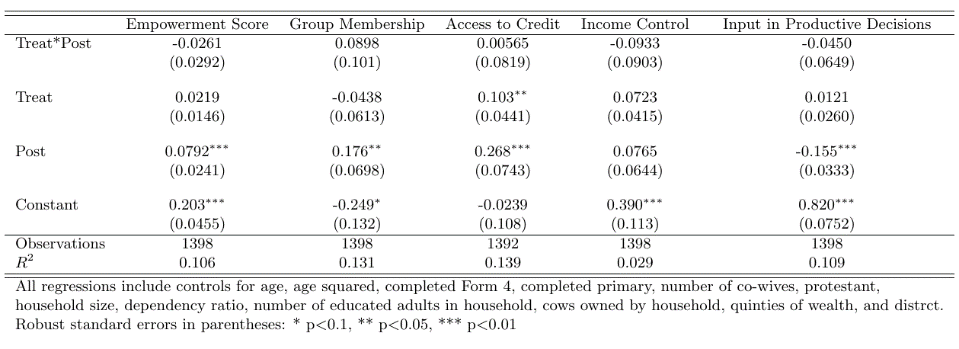 Empowerment Score Group Membership Access to Credit Income Control Input in Productive Decisions
Treat*Post -0.0261 0.0898 0.00565 -0.0933 -0.0450
(0.0292) (0.101) (0.0819) (0.0903) (0.0649)
Treat 0.0219 -0.0438 0.103** 0.0723 0.0121
(0.0146) (0.0613) (0.0441) (0.0415) (0.0260)
Post 0.0792*** 0.176** 0.268*** 0.0765 -0.155***
(0.0241) (0.0698) (0.0743) (0.0644) (0.0333)
Constant 0.203*** -0.249* -0.0239 0.390*** 0.820***
(0.0455) (0.132) (0.108) (0.113) (0.0752)
Observations 1398 1398 1392 1398 1398
R² 0.106 0.131 0.139 0.029 0.109
All regressions include controls for age, age squared, completed Form 4, completed primary, number of co-wives, protestant,
household size, dependency ratio, number of educated adults in household, cows owned by household, quinties of wealth, and distrct.
Robust standard errors in parentheses: * p<0.1, ** p<0.05, *** p<0.01